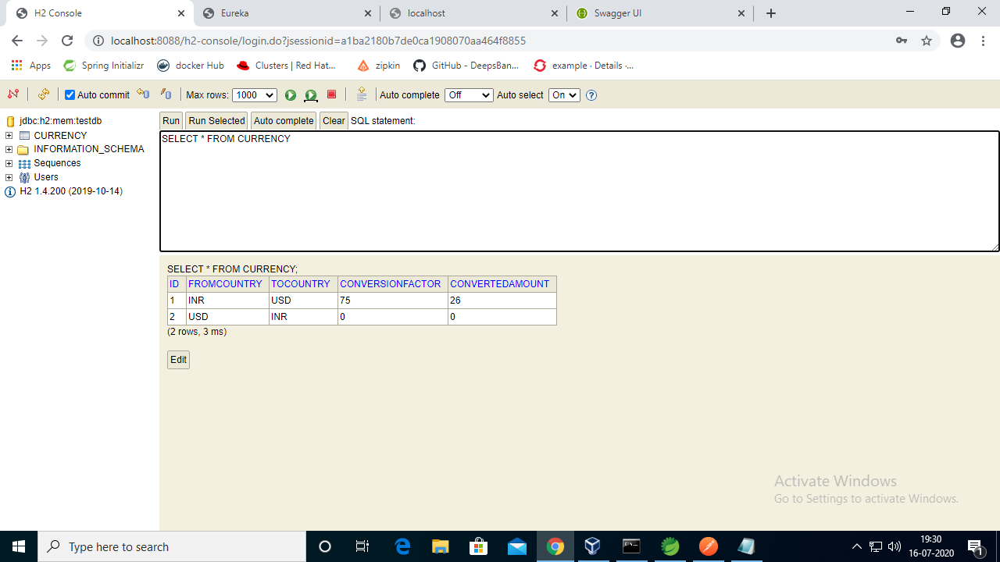 H2 Console
Eureka
localhost
Swagger UI
localhost:8088/h2-console/login.do?jsessionid=a1ba2180b7de0ca1908070aa464f8855
Apps Spring Initializr docker Hub Clusters | Red Hat... zipkin GitHub - DeepsBan... example · Details ·...
Auto commit Max rows: 1000 Auto complete Off Auto select On
jdbc:h2:mem:testdb
CURRENCY
INFORMATION_SCHEMA
Sequences
Users
H2 1.4.200 (2019-10-14)
Run Run Selected Auto complete Clear SQL statement:
SELECT * FROM CURRENCY
SELECT * FROM CURRENCY;
ID FROMCOUNTRY TOCOUNTRY CONVERSIONFACTOR CONVERTEDAMOUNT
1 INR USD 75 26
2 USD INR 0 0
(2 rows, 3 ms)
Edit
Activate Windows
Go to Settings to activate Windows.
Type here to search
19:30
16-07-2020
1